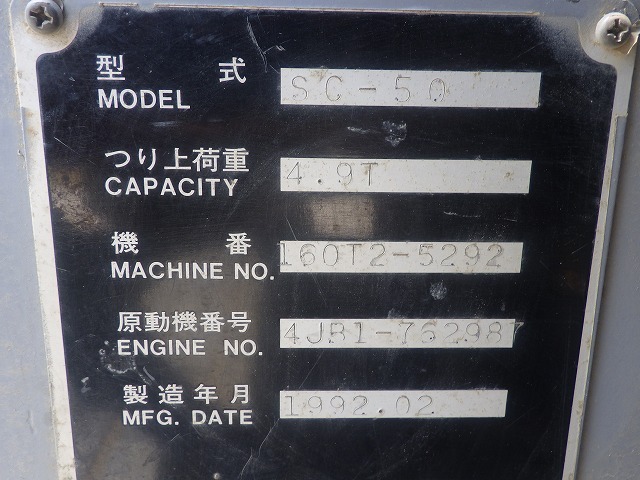 型 式 SC-50
MODEL
つり上荷重 4.9T
CAPACITY
機 番 160T2-5292
MACHINE NO.
原動機番号 4JB1-762987
ENGINE NO.
製造年月 1992.02
MFG. DATE